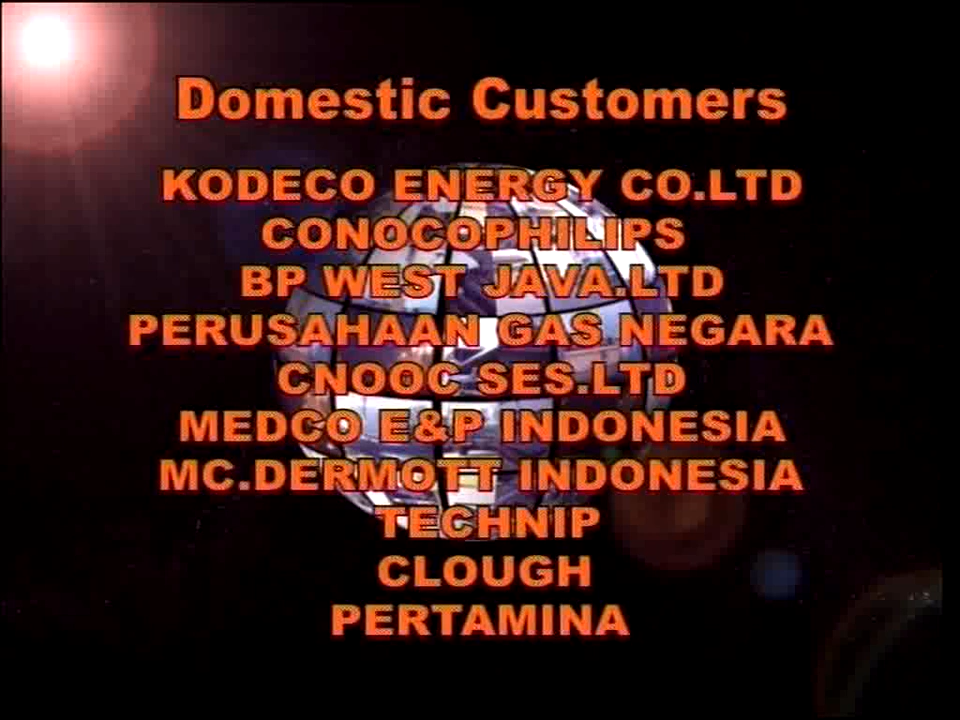 Domestic Customers
KODECO ENERGY CO.LTD
CONOCOPHILIPS
BP WEST JAVA.LTD
PERUSAHAAN GAS NEGARA
CNOOC SES.LTD
MEDCO E&P INDONESIA
MC.DERMOTT INDONESIA
TECHNIP
CLOUGH
PERTAMINA